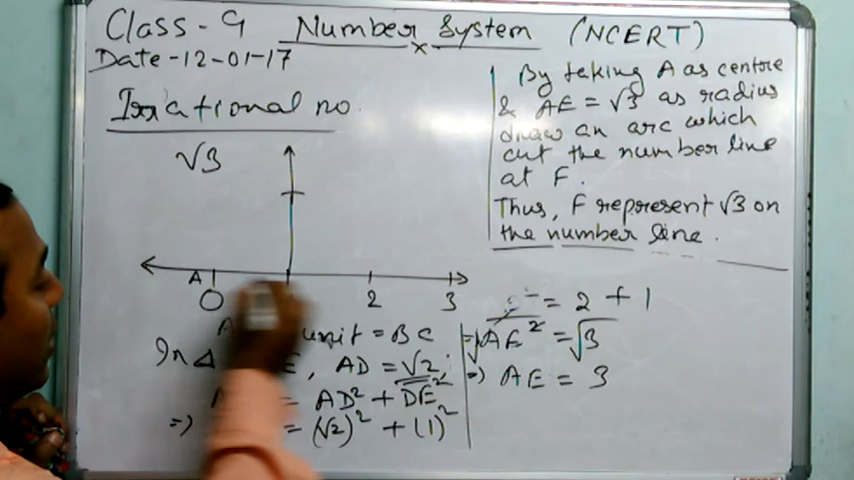 Class-9 Number System (NCERT)
Date-12-01-17
Irrational no.
√3
A
0 2 3
A unit = BC
In Δ E, AD = √2,
= AD² + DE²
=> = (√2)² + (1)²
= 2 + 1
=> √AE² = √3
=> AE = 3
By taking A as centre
& AE = √3 as radius
draw an arc which
cut the number line
at F.
Thus, F represent √3 on
the number line.